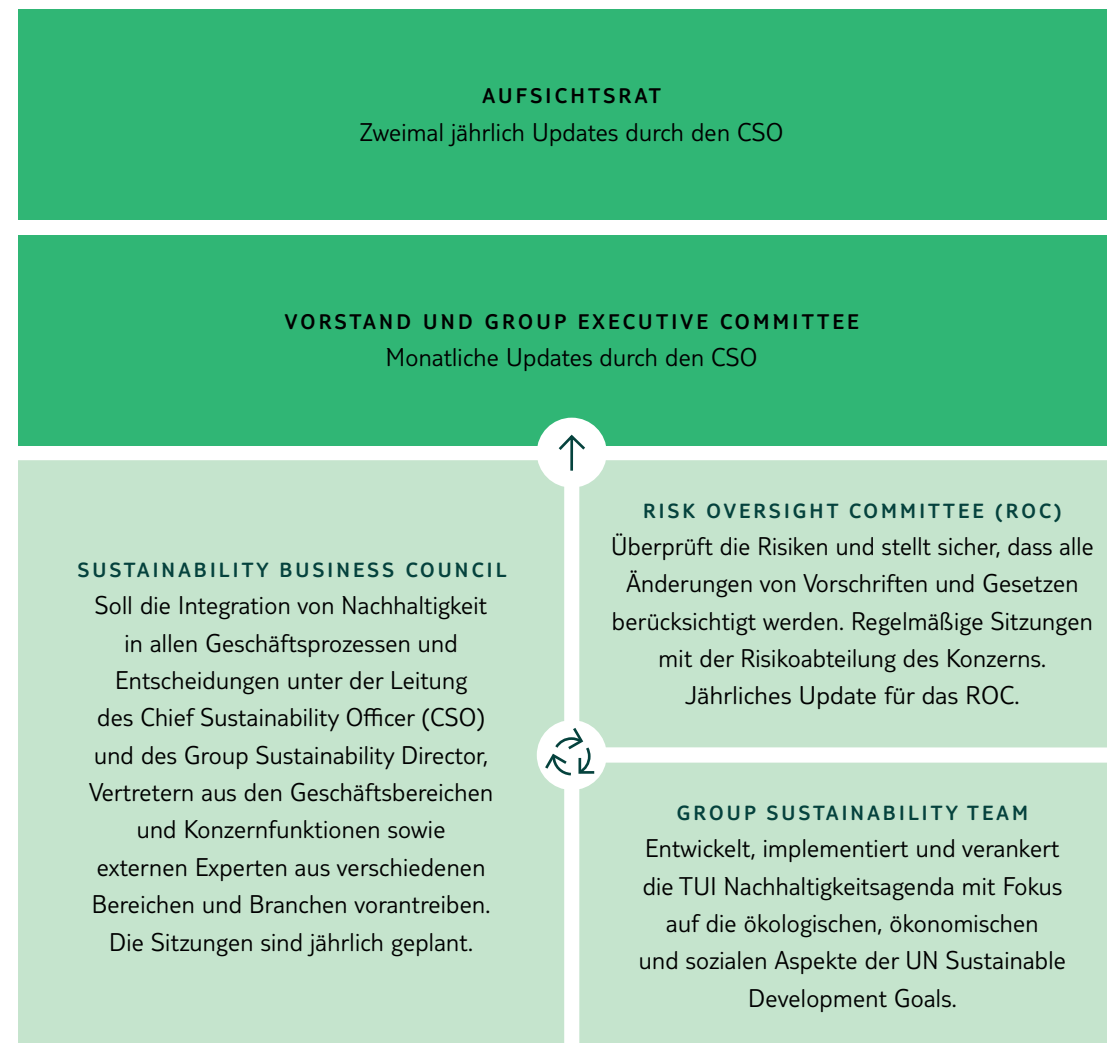 AUFSICHTSRAT
Zweimal jährlich Updates durch den CSO
VORSTAND UND GROUP EXECUTIVE COMMITTEE
Monatliche Updates durch den CSO
SUSTAINABILITY BUSINESS COUNCIL
Soll die Integration von Nachhaltigkeit
in allen Geschäftsprozessen und
Entscheidungen unter der Leitung
des Chief Sustainability Officer (CSO)
und des Group Sustainability Director,
Vertretern aus den Geschäftsbereichen
und Konzernfunktionen sowie
externen Experten aus verschiedenen
Bereichen und Branchen vorantreiben.
Die Sitzungen sind jährlich geplant.
RISK OVERSIGHT COMMITTEE (ROC)
Überprüft die Risiken und stellt sicher, dass alle
Änderungen von Vorschriften und Gesetzen
berücksichtigt werden. Regelmäßige Sitzungen
mit der Risikoabteilung des Konzerns.
Jährliches Update für das ROC.
GROUP SUSTAINABILITY TEAM
Entwickelt, implementiert und verankert
die TUI Nachhaltigkeitsagenda mit Fokus
auf die ökologischen, ökonomischen
und sozialen Aspekte der UN Sustainable
Development Goals.